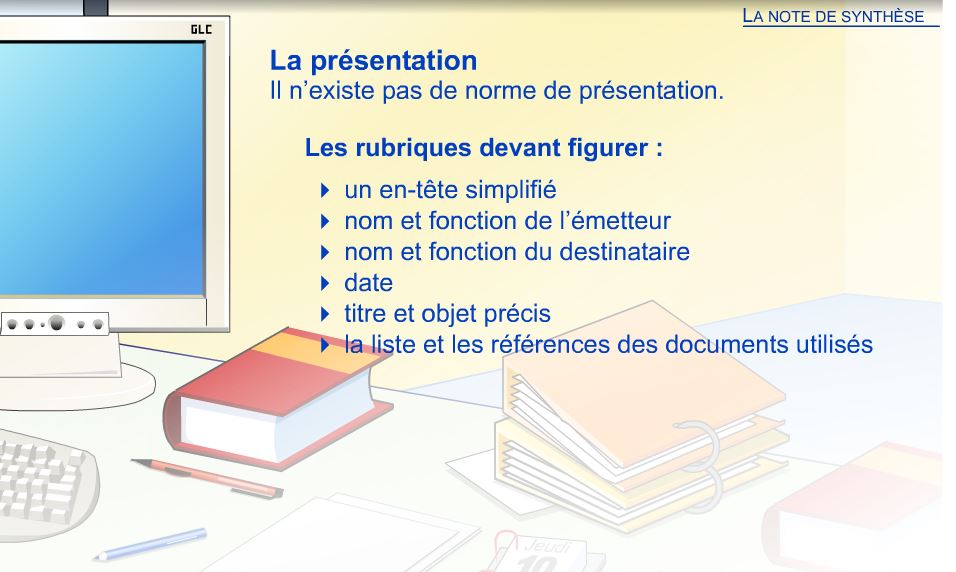 LA NOTE DE SYNTHÈSE
GLC
La présentation
Il n’existe pas de norme de présentation.
Les rubriques devant figurer :
un en-tête simplifié
nom et fonction de l’émetteur
nom et fonction du destinataire
date
titre et objet précis
la liste et les références des documents utilisés
Jeudi
10